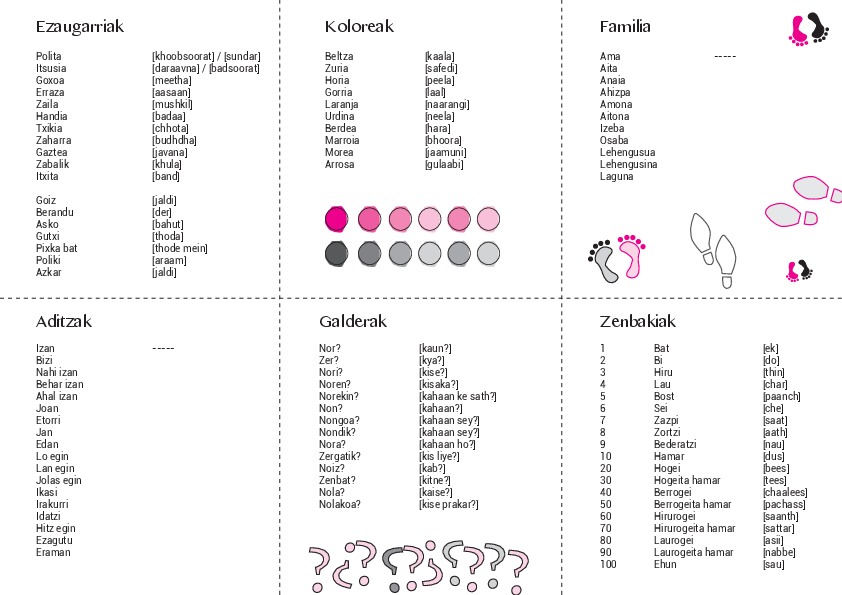 Ezaugarriak
Polita [khoobsoorat] / [sundar]
Itsusia [daraavna] / [badsoorat]
Goxoa [meetha]
Erraza [aasaan]
Zaila [mushkil]
Handia [badaa]
Txikia [chhota]
Zaharra [budhdha]
Gaztea [javana]
Zabalik [khula]
Itxita [band]
Goiz [jaldi]
Berandu [der]
Asko [bahut]
Gutxi [thoda]
Pixka bat [thode mein]
Poliki [araam]
Azkar [jaldi]
Koloreak
Beltza [kaala]
Zuria [safedi]
Horia [peela]
Gorria [laal]
Laranja [naarangi]
Urdina [neela]
Berdea [hara]
Marroia [bhoora]
Morea [jaamuni]
Arrosa [gulaabi]
Familia
Ama -----
Aita
Anaia
Ahizpa
Amona
Aitona
Izeba
Osaba
Lehengusua
Lehengusina
Laguna
Aditzak
Izan -----
Bizi
Nahi izan
Behar izan
Ahal izan
Joan
Etorri
Jan
Edan
Lo egin
Lan egin
Jolas egin
Ikasi
Irakurri
Idatzi
Hitz egin
Ezagutu
Eraman
Galderak
Nor? [kaun?]
Zer? [kya?]
Nori? [kise?]
Noren? [kisaka?]
Norekin? [kahaan ke sath?]
Non? [kahaan?]
Nongoa? [kahaan sey?]
Nondik? [kahaan sey?]
Nora? [kahaan ho?]
Zergatik? [kis liye?]
Noiz? [kab?]
Zenbat? [kitne?]
Nola? [kaise?]
Nolakoa? [kise prakar?]
Zenbakiak
1 Bat [ek]
2 Bi [do]
3 Hiru [thin]
4 Lau [char]
5 Bost [paanch]
6 Sei [che]
7 Zazpi [saat]
8 Zortzi [aath]
9 Bederatzi [nau]
10 Hamar [dus]
20 Hogei [bees]
30 Hogeita hamar [tees]
40 Berrogei [chaalees]
50 Berrogeita hamar [pachass]
60 Hirurogei [saanth]
70 Hirurogeita hamar [sattar]
80 Laurogei [asii]
90 Laurogeita hamar [nabbe]
100 Ehun [sau]